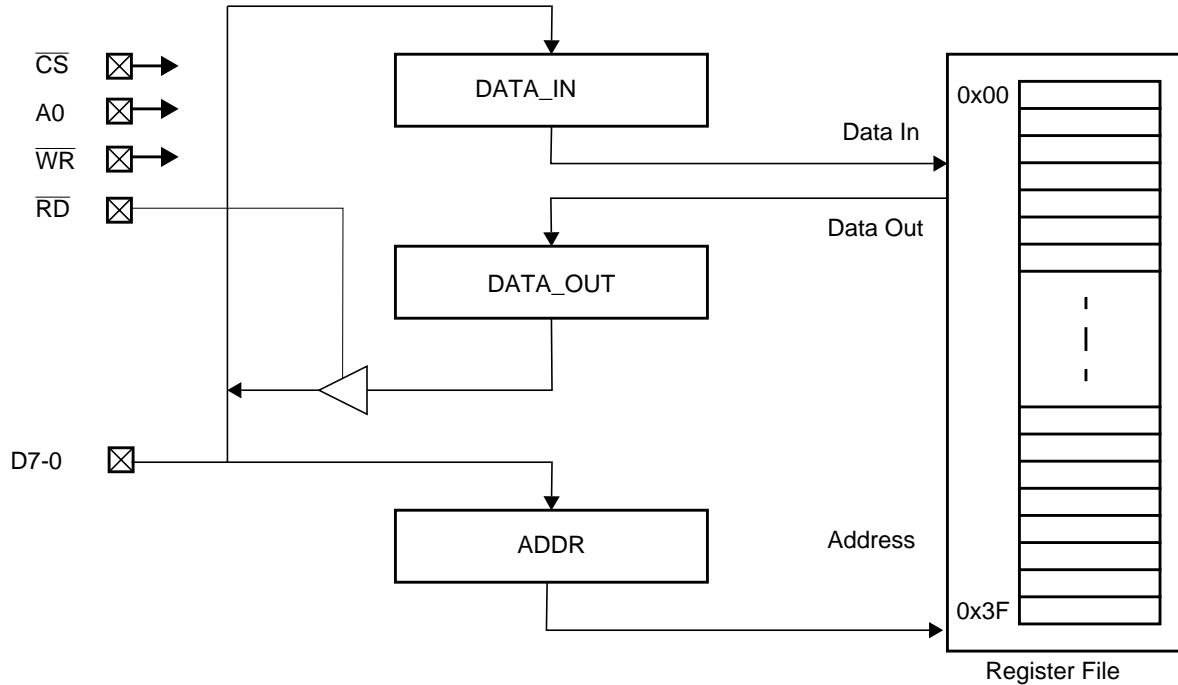 CS
A0
WR
RD
D7-0
DATA_IN
DATA_OUT
ADDR
Data In
Data Out
Address
0x00
0x3F
Register File